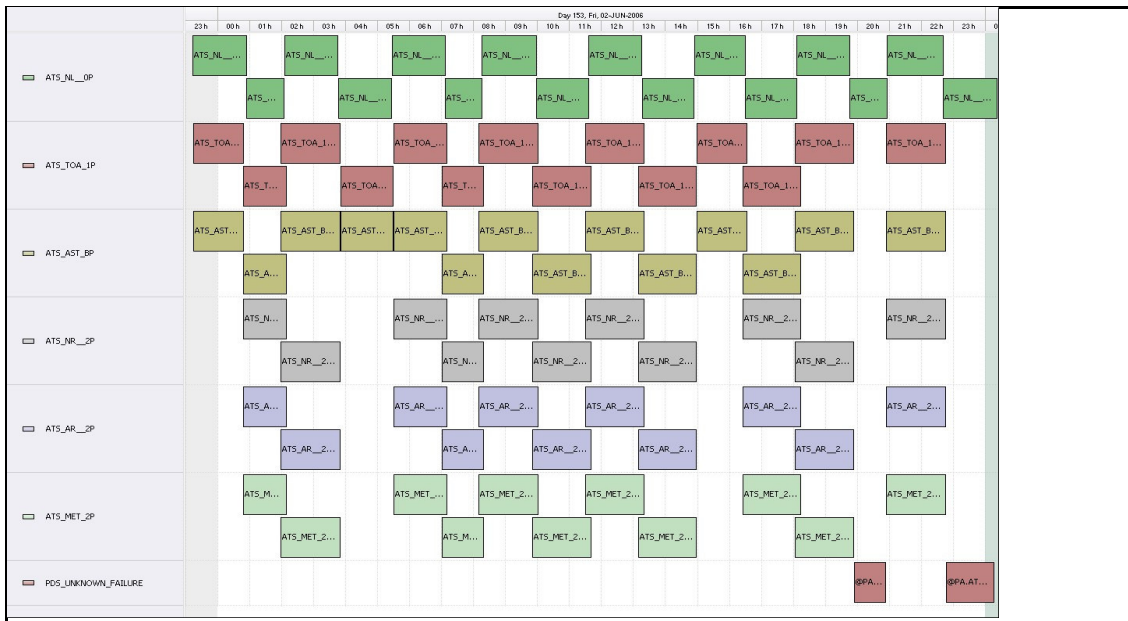 Day 153, Fri, 02-JUN-2006
23 h 00 h 01 h 02 h 03 h 04 h 05 h 06 h 07 h 08 h 09 h 10 h 11 h 12 h 13 h 14 h 15 h 16 h 17 h 18 h 19 h 20 h 21 h 22 h 23 h 0
ATS_NL__... ATS_NL__... ATS_NL__... ATS_NL__... ATS_NL__... ATS_NL__... ATS_NL__... ATS_NL__...
ATS_NL__0P
ATS_... ATS_NL__... ATS_... ATS_NL__... ATS_NL__... ATS_NL__... ATS_... ATS_NL__...
ATS_TOA... ATS_TOA_1... ATS_TOA... ATS_TOA_1... ATS_TOA_1... ATS_TOA... ATS_TOA_1... ATS_TOA_1...
ATS_TOA_1P
ATS_T... ATS_TOA... ATS_T... ATS_TOA_1... ATS_TOA_1... ATS_TOA_1...
ATS_AST... ATS_AST_B... ATS_AST... ATS_AST_... ATS_AST_B... ATS_AST_B... ATS_AST... ATS_AST_B... ATS_AST_B...
ATS_AST_BP
ATS_A... ATS_A... ATS_AST_B... ATS_AST_B... ATS_AST_B...
ATS_N... ATS_NR__... ATS_NR__2... ATS_NR__2... ATS_NR__2... ATS_NR__2...
ATS_NR__2P
ATS_NR__2... ATS_N... ATS_NR__2... ATS_NR__2... ATS_NR__2...
ATS_A... ATS_AR__... ATS_AR__2... ATS_AR__2... ATS_AR__2... ATS_AR__2...
ATS_AR__2P
ATS_AR__2... ATS_A... ATS_AR__2... ATS_AR__2... ATS_AR__2...
ATS_M... ATS_MET_... ATS_MET_2... ATS_MET_2... ATS_MET_2... ATS_MET_2...
ATS_MET_2P
ATS_MET_2... ATS_M... ATS_MET_2... ATS_MET_2... ATS_MET_2...
PDS_UNKNOWN_FAILURE @PA... @PA.AT...